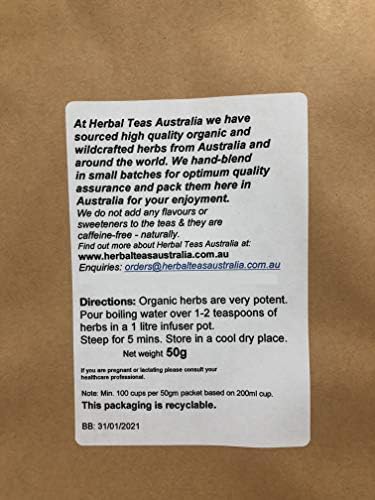 At Herbal Teas Australia we have
sourced high quality organic and
wildcrafted herbs from Australia and
around the world. We hand-blend
in small batches for optimum quality
assurance and pack them here in
Australia for your enjoyment.
We do not add any flavours or
sweeteners to the teas & they are
caffeine-free - naturally.
Find out more about Herbal Teas Australia at:
www.herbalteasaustralia.com.au
Enquiries: orders@herbalteasaustralia.com.au
Directions: Organic herbs are very potent.
Pour boiling water over 1-2 teaspoons of
herbs in a 1 litre infuser pot.
Steep for 5 mins. Store in a cool dry place.
Net weight 50g
If you are pregnant or lactating please consult your
healthcare professional.
Note: Min. 100 cups per 50gm packet based on 200ml cup.
This packaging is recyclable.
BB: 31/01/2021